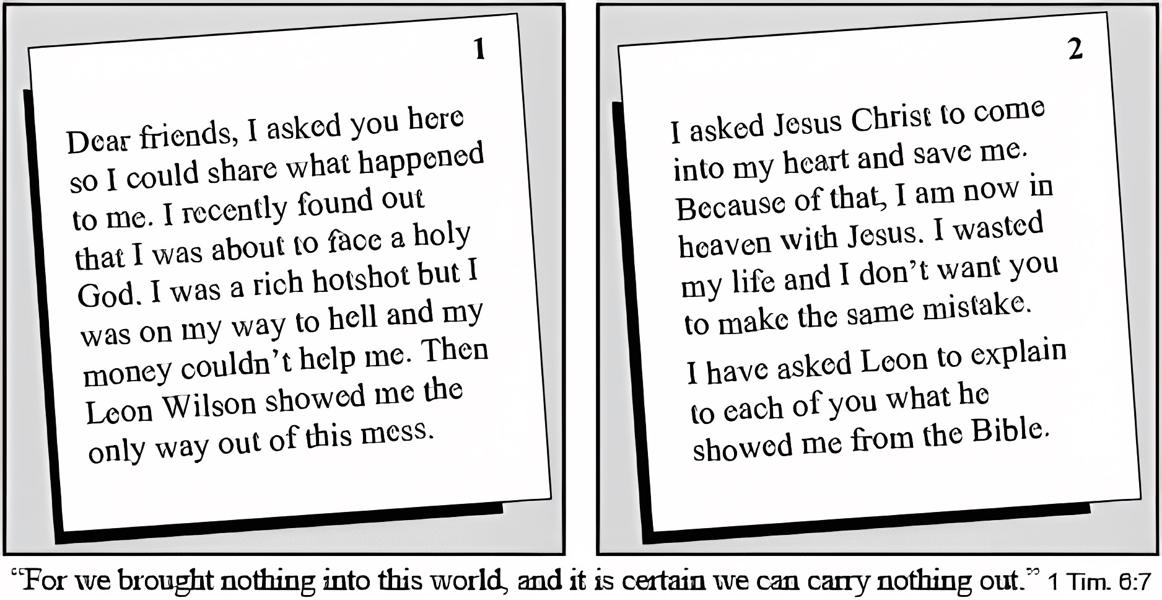 1
Dear friends, I asked you here
so I could share what happened
to me. I recently found out
that I was about to face a holy
God. I was a rich hotshot but I
was on my way to hell and my
money couldn't help me. Then
Leon Wilson showed me the
only way out of this mess.
2
I asked Jesus Christ to come
into my heart and save me.
Because of that, I am now in
heaven with Jesus. I wasted
my life and I don't want you
to make the same mistake.
I have asked Leon to explain
to each of you what he
showed me from the Bible.
“For we brought nothing into this world, and it is certain we can carry nothing out.” 1 Tim. 6:7